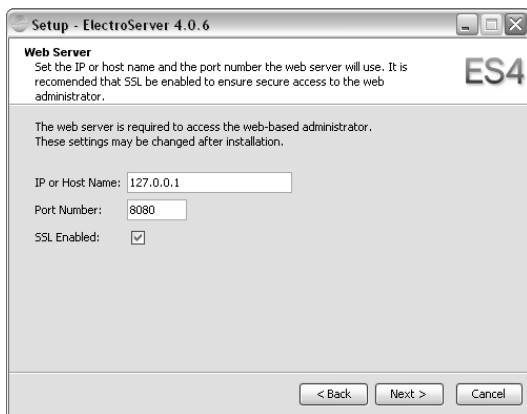 Setup - ElectroServer 4.0.6
Web Server
Set the IP or host name and the port number the web server will use. It is
recomended that SSL be enabled to ensure secure access to the web
administrator.
ES4
The web server is required to access the web-based administrator.
These settings may be changed after installation.
IP or Host Name: 127.0.0.1
Port Number: 8080
SSL Enabled:
< Back Next > Cancel